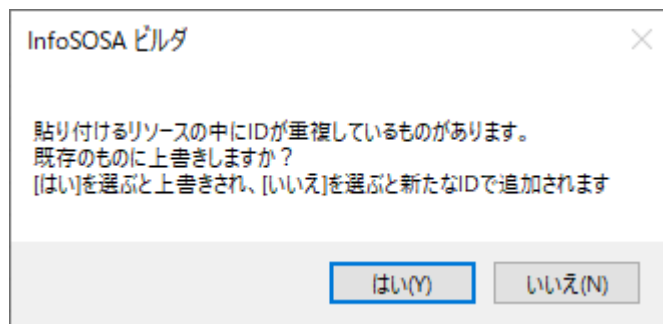 InfoSOSA ビルダ
貼り付けるリソースの中にIDが重複しているものがあります。
既存のものに上書きしますか？
[はい]を選ぶと上書きされ、[いいえ]を選ぶと新たなIDで追加されます
はい(Y)
いいえ(N)